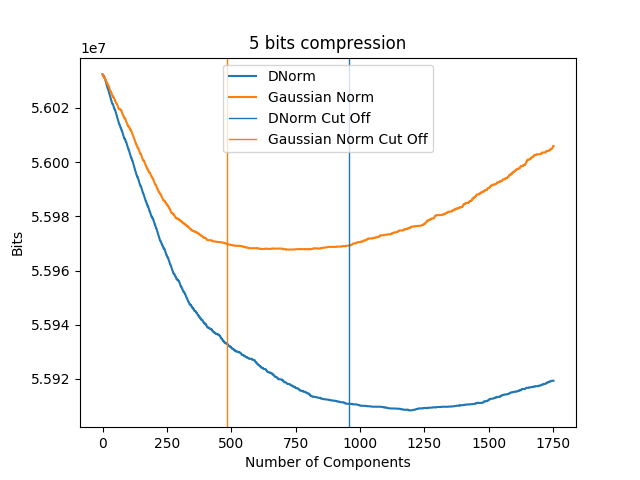 5 bits compression
1e7
DNorm
Gaussian Norm
DNorm Cut Off
Gaussian Norm Cut Off
5.602
5.600
5.598
5.596
5.594
5.592
Bits
0 250 500 750 1000 1250 1500 1750
Number of Components